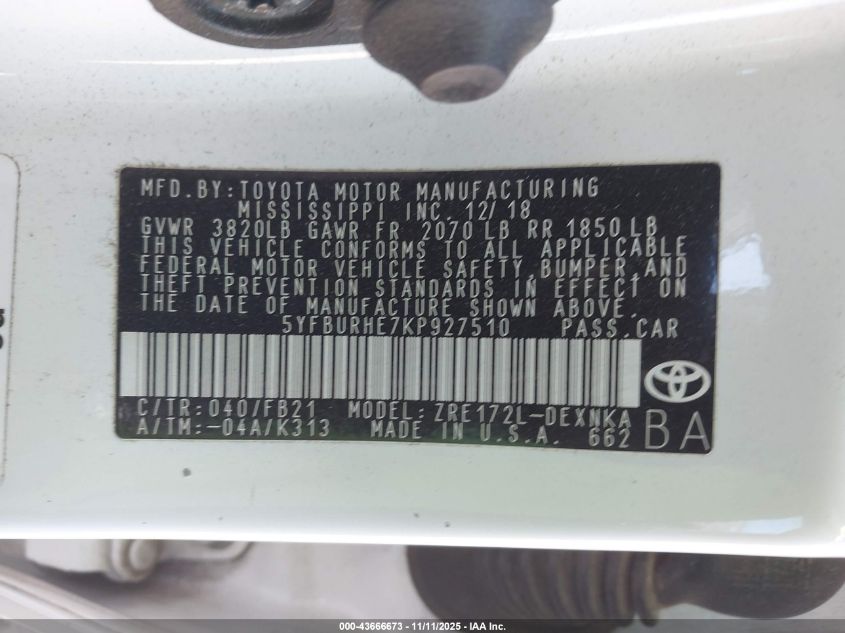 MFD.BY:TOYOTA MOTOR MANUFACTURING
MISSISSIPPI INC. 12/18
GVWR 3820LB GAWR FR 2070LB RR 1850LB
THIS VEHICLE CONFORMS TO ALL APPLICABLE
FEDERAL MOTOR VEHICLE SAFETY,BUMPER,AND
THEFT PREVENTION STANDARDS IN EFFECT ON
THE DATE OF MANUFACTURE SHOWN ABOVE.
5YFBURHE7KP927510 PASS.CAR
C/TR:040/FB21 MODEL:ZRE172L-DEXNKA
A/TM:-04A/K313 MADE IN U.S.A. 662
BA
000-43666673 - 11/11/2025 - IAA Inc.